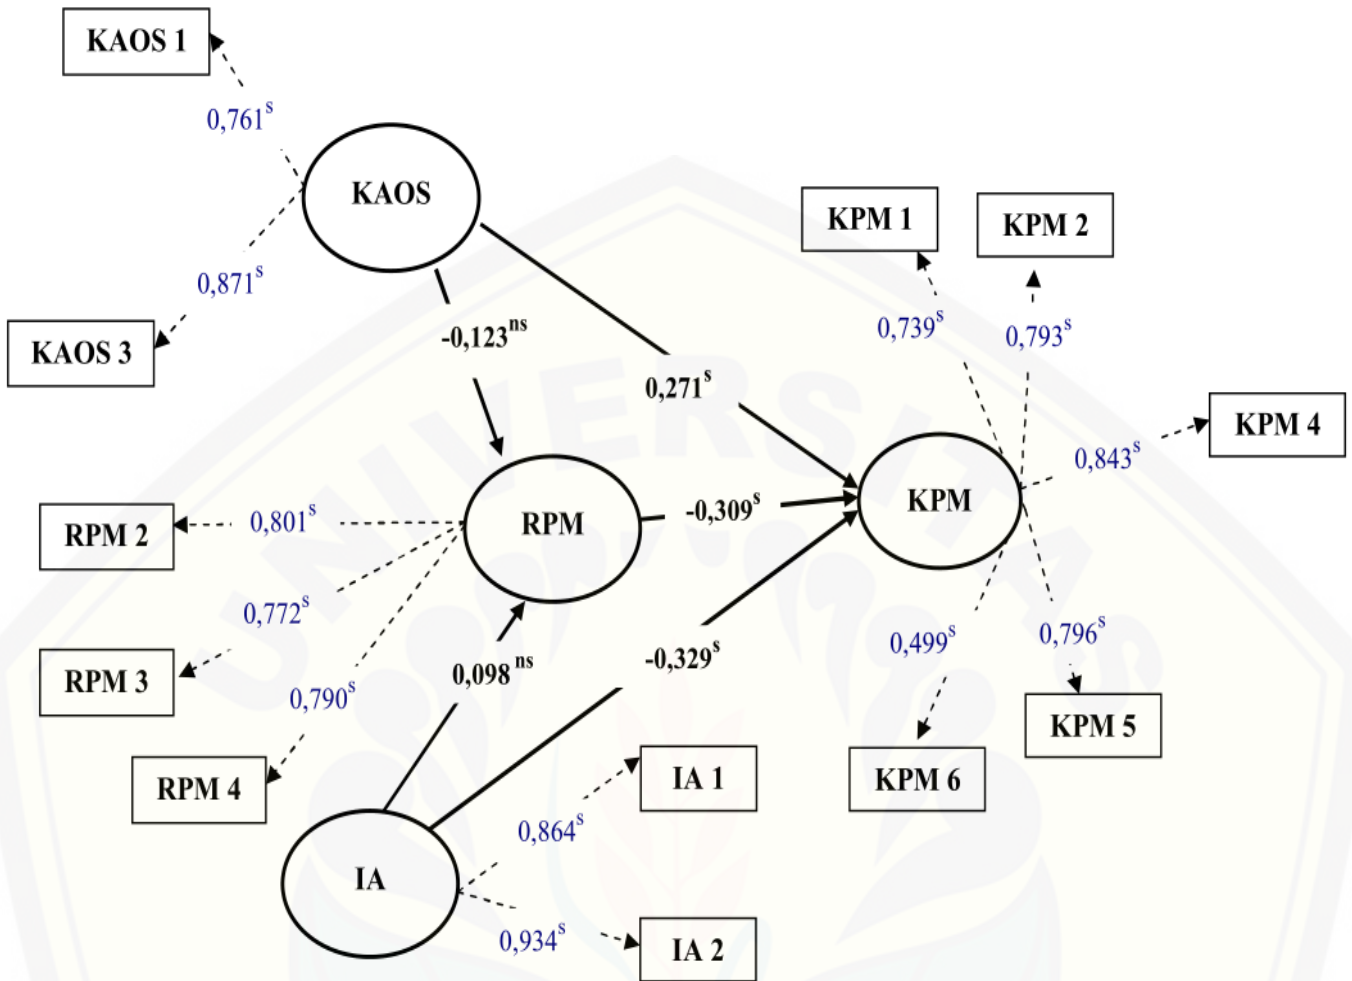 KAOS 1
0,761s
KAOS
KPM 1
KPM 2
0,871s
-0,123ns
0,739s
0,793s
KAOS 3
0,271s
KPM 4
0,843s
RPM 2
0,801s
RPM
-0,309s
KPM
0,772s
0,499s
0,796s
RPM 3
0,098 ns
-0,329s
0,790s
KPM 5
RPM 4
IA 1
KPM 6
0,864s
IA
0,934s
IA 2
UNIVERSITAS